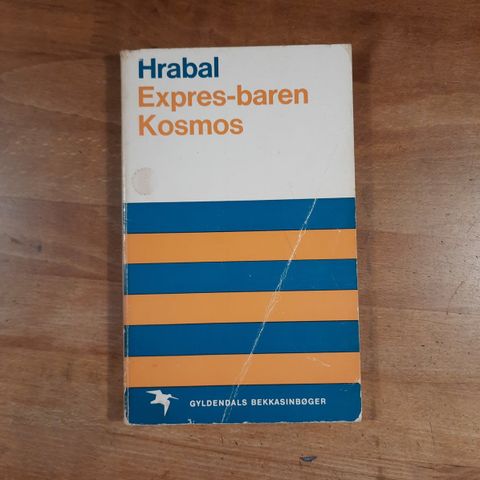 Hrabal
Expres-baren
Kosmos
GYLDENDALS BEKKASINBØGER